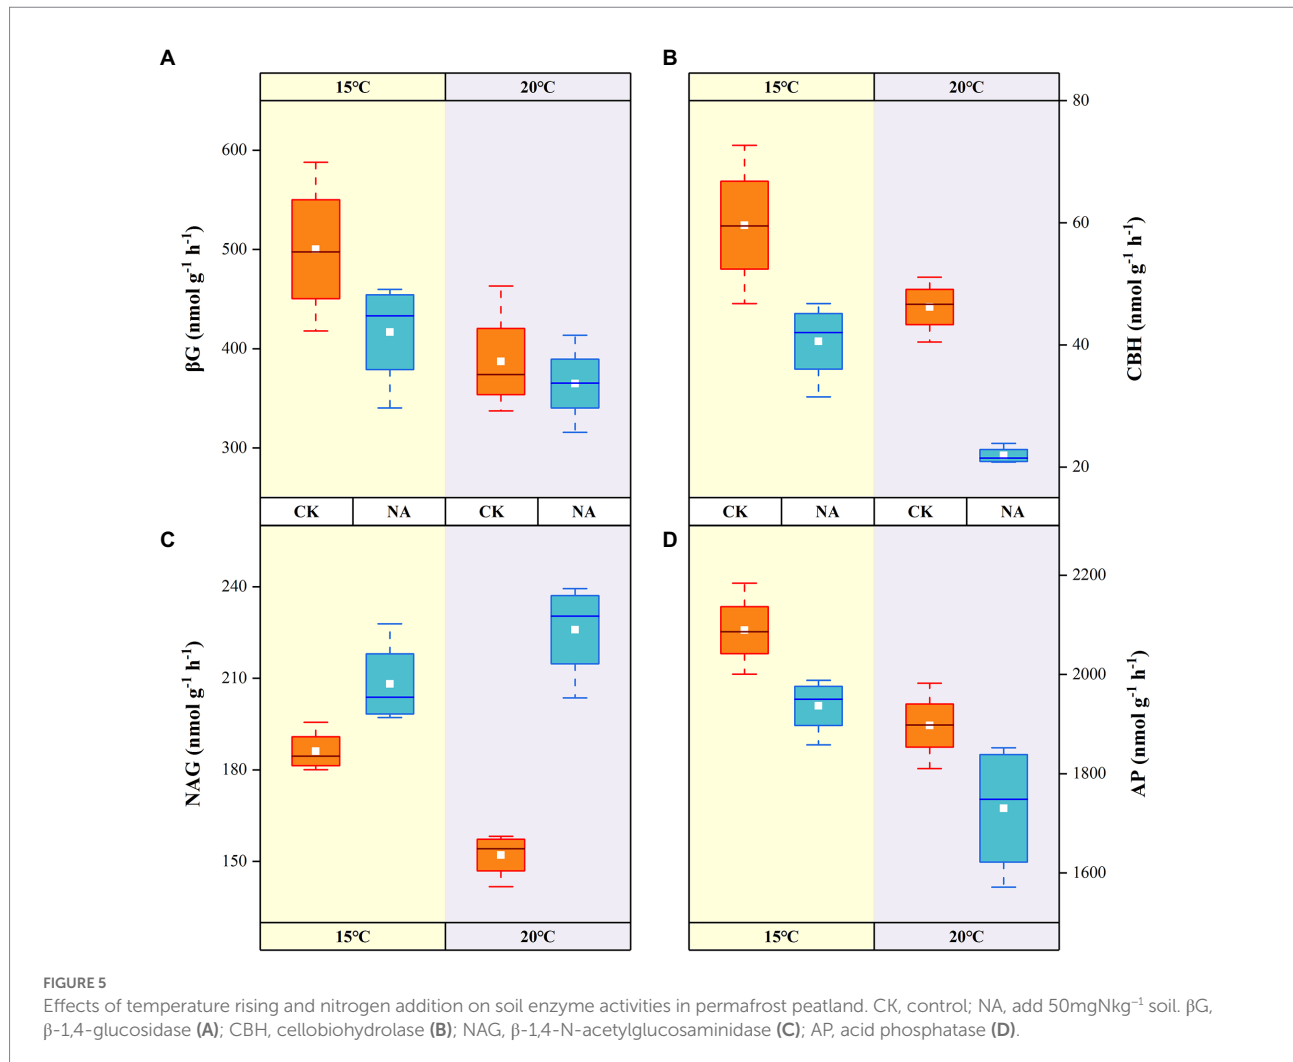 A
B
15°C
20°C
15°C
20°C
600
500
400
300
βG (nmol g⁻¹ h⁻¹)
80
60
40
20
CBH (nmol g⁻¹ h⁻¹)
CK
NA
CK
NA
CK
NA
CK
NA
C
D
240
210
180
150
NAG (nmol g⁻¹ h⁻¹)
2200
2000
1800
1600
AP (nmol g⁻¹ h⁻¹)
15°C
20°C
15°C
20°C
FIGURE 5
Effects of temperature rising and nitrogen addition on soil enzyme activities in permafrost peatland. CK, control; NA, add 50mgNkg⁻¹ soil. βG,
β-1,4-glucosidase (A); CBH, cellobiohydrolase (B); NAG, β-1,4-N-acetylglucosaminidase (C); AP, acid phosphatase (D).